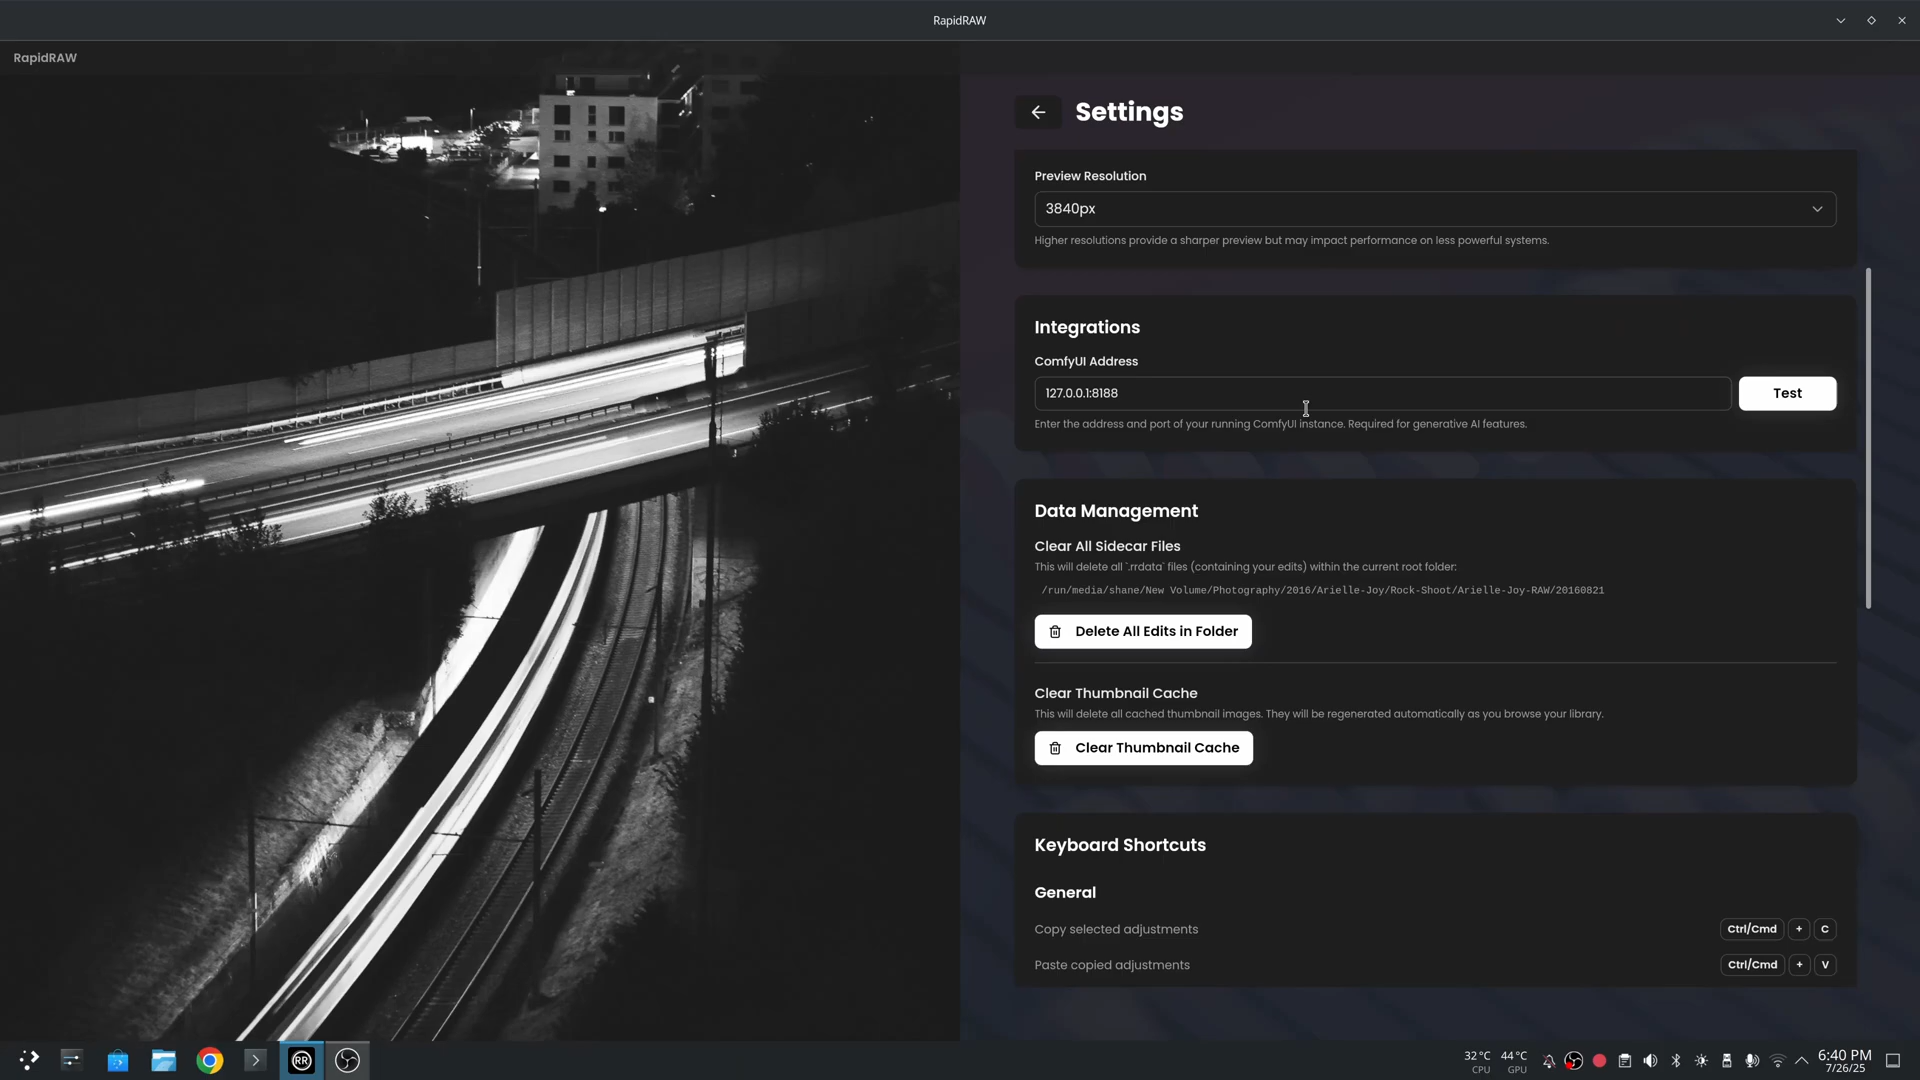 RapidRAW
RapidRAW
Settings
Preview Resolution
3840px
Higher resolutions provide a sharper preview but may impact performance on less powerful systems.
Integrations
ComfyUI Address
127.0.0.1:8188
Test
Enter the address and port of your running ComfyUI instance. Required for generative AI features.
Data Management
Clear All Sidecar Files
This will delete all `.rrdata` files (containing your edits) within the current root folder:
/run/media/shane/New Volume/Photography/2016/Arielle-Joy/Rock-Shoot/Arielle-Joy-RAW/20160821
Delete All Edits in Folder
Clear Thumbnail Cache
This will delete all cached thumbnail images. They will be regenerated automatically as you browse your library.
Clear Thumbnail Cache
Keyboard Shortcuts
General
Copy selected adjustments
Ctrl/Cmd + C
Paste copied adjustments
Ctrl/Cmd + V
RR
32°C 44°C
CPU GPU
6:40 PM
7/26/25